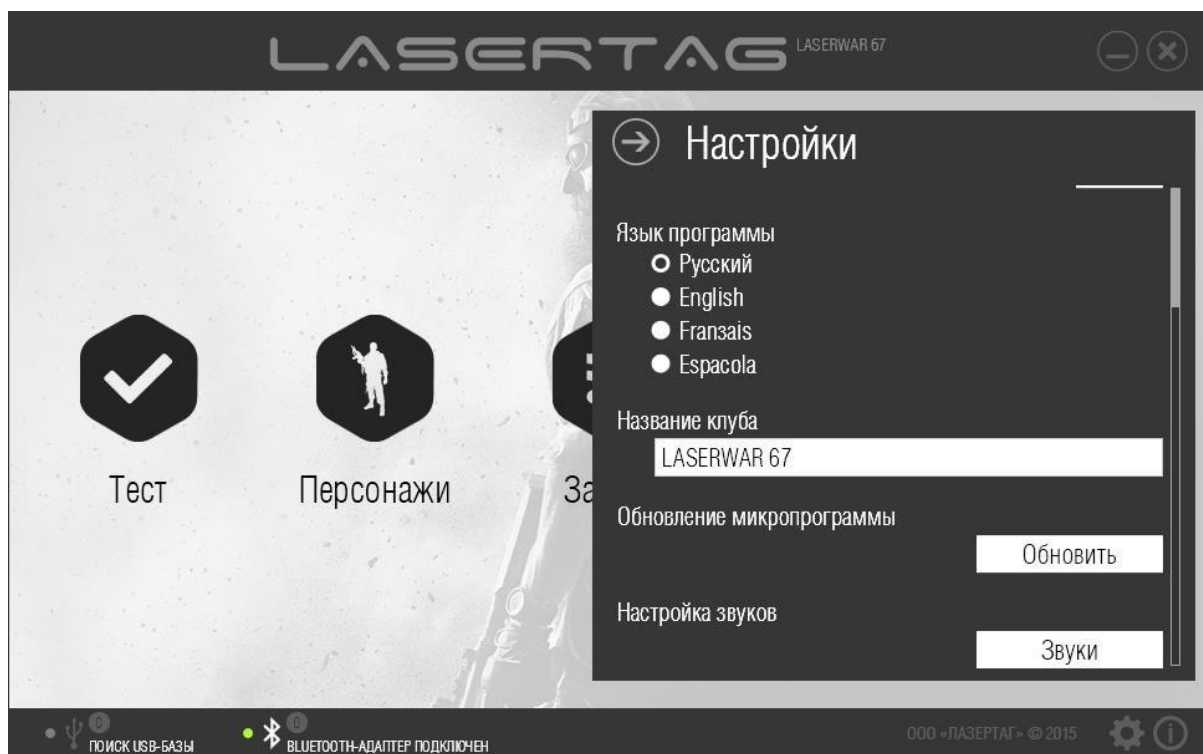 LASERTAG
LASERWAR 67
Настройки
Язык программы
Русский
English
Franзais
Espacola
Название клуба
LASERWAR 67
Обновление микропрограммы
Обновить
Настройка звуков
Звуки
Тест
Персонажи
За
0
ПОИСК USB-БАЗЫ
0
BLUETOOTH-АДАПТЕР ПОДКЛЮЧЕН
ООО «ЛАЗЕРТАГ» © 2015